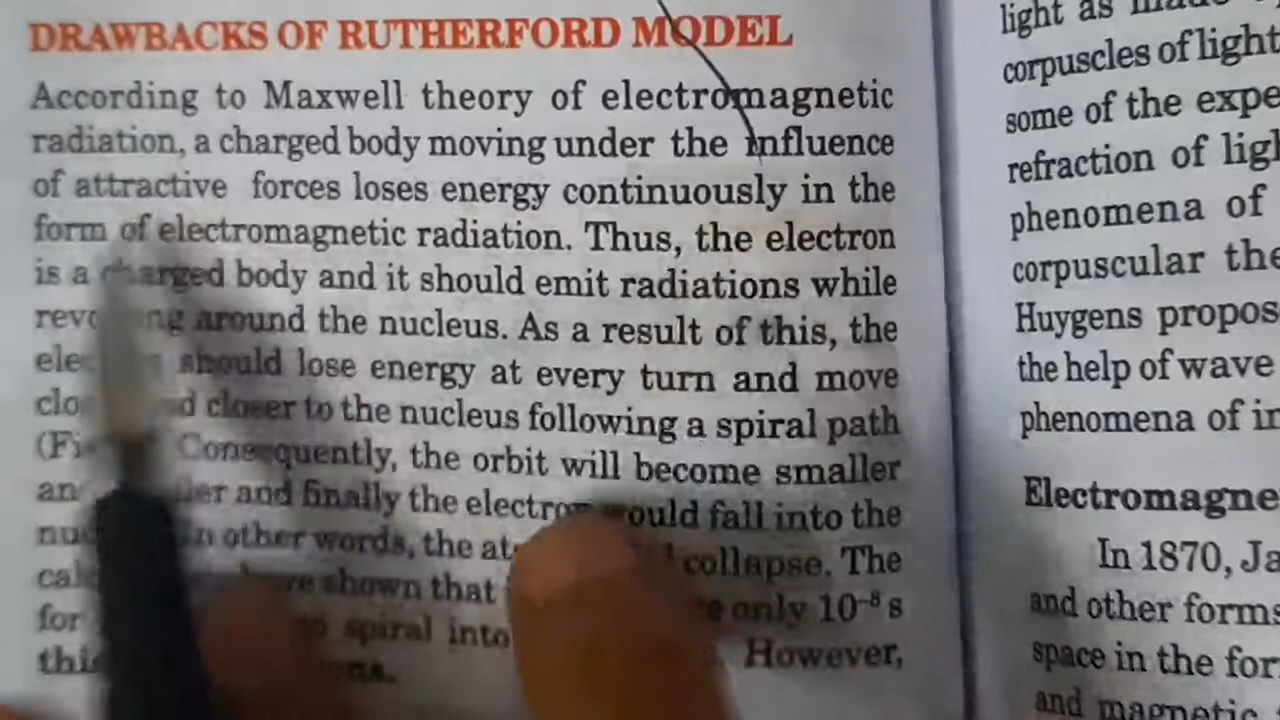 DRAWBACKS OF RUTHERFORD MODEL
According to Maxwell theory of electromagnetic
radiation, a charged body moving under the influence
of attractive forces loses energy continuously in the
form of electromagnetic radiation. Thus, the electron
is a charged body and it should emit radiations while
around the nucleus. As a result of this, the
should lose energy at every turn and move
closer to the nucleus following a spiral path
Consequently, the orbit will become smaller
and finally the electron would fall into the
in other words, the collapse. The
shown that only 10⁻⁸ s
for spiral into
However,
light as
corpuscles of light
some of the
refraction of
phenomena of
corpuscular
Huygens
the help of wave
phenomena of
In 1870,
and other forms
space in the
and magnetic